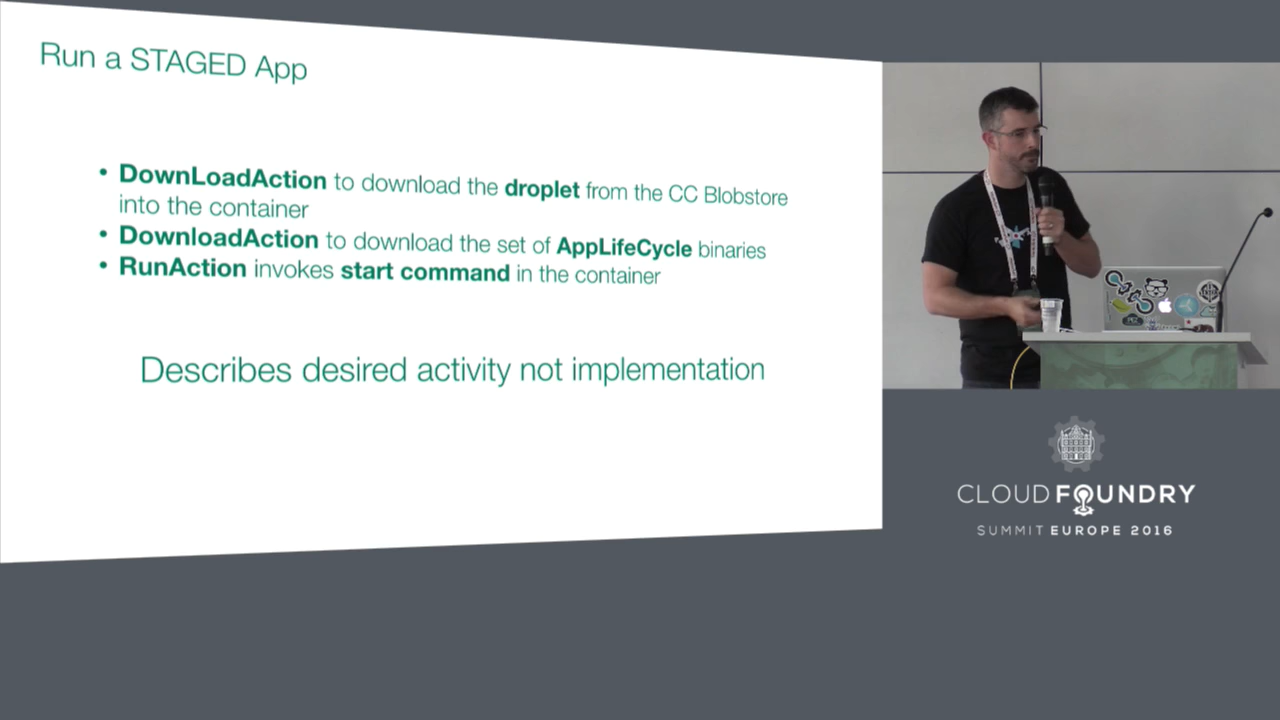 Run a STAGED App
• DownLoadAction to download the droplet from the CC Blobstore
into the container
• DownloadAction to download the set of AppLifeCycle binaries
• RunAction invokes start command in the container
Describes desired activity not implementation
CLOUD FOUNDRY
SUMMIT EUROPE 2016